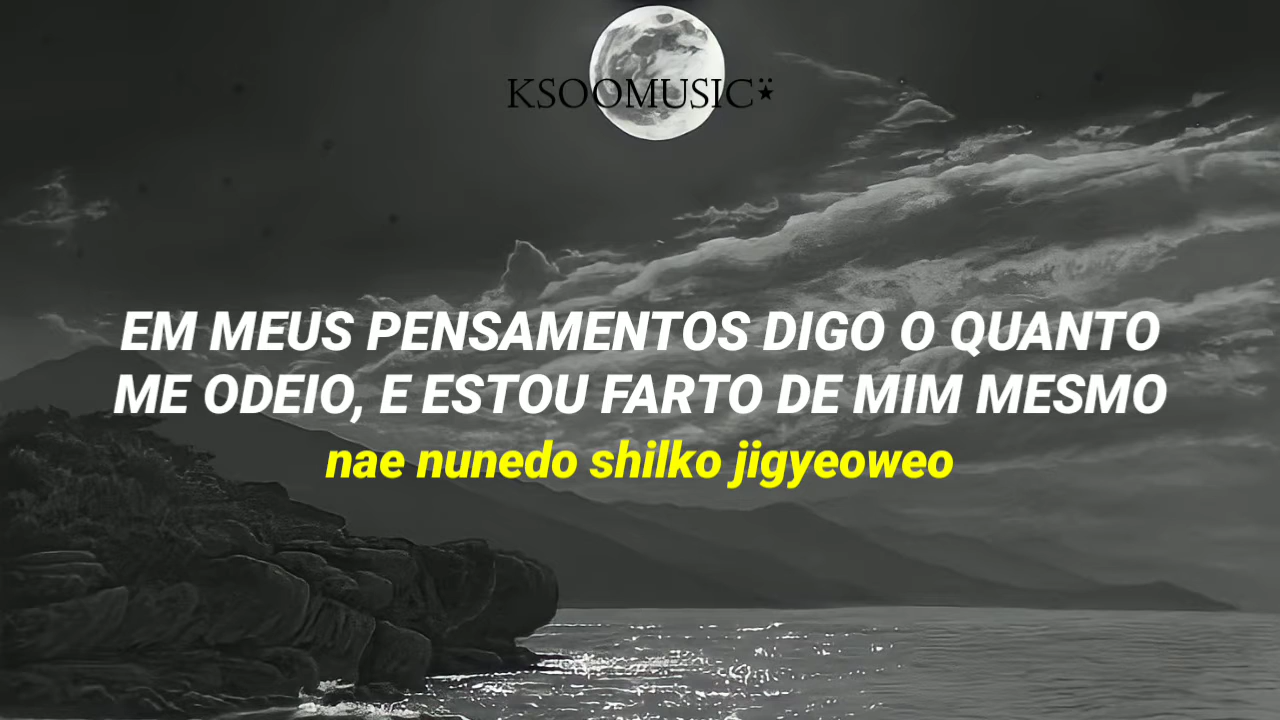 KSOOMUSIC
EM MEUS PENSAMENTOS DIGO O QUANTO
ME ODEIO, E ESTOU FARTO DE MIM MESMO
nae nunedo shilko jigyeoweo